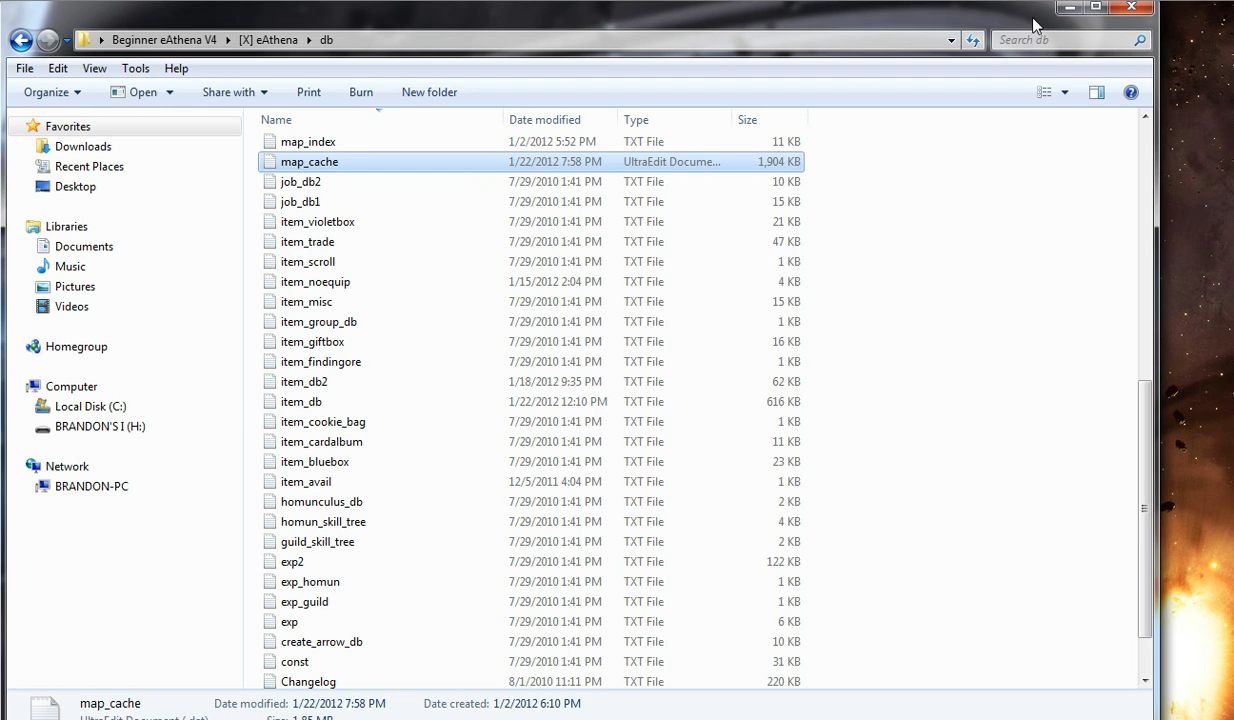 Beginner eAthena V4 [X] eAthena db Search db
File Edit View Tools Help
Organize Open Share with Print Burn New folder
Favorites
Downloads
Recent Places
Desktop
Libraries
Documents
Music
Pictures
Videos
Homegroup
Computer
Local Disk (C:)
BRANDON'S I (H:)
Network
BRANDON-PC
Name Date modified Type Size
map_index 1/2/2012 5:52 PM TXT File 11 KB
map_cache 1/22/2012 7:58 PM UltraEdit Docume... 1,904 KB
job_db2 7/29/2010 1:41 PM TXT File 10 KB
job_db1 7/29/2010 1:41 PM TXT File 15 KB
item_violetbox 7/29/2010 1:41 PM TXT File 21 KB
item_trade 7/29/2010 1:41 PM TXT File 47 KB
item_scroll 7/29/2010 1:41 PM TXT File 1 KB
item_noequip 1/15/2012 2:04 PM TXT File 4 KB
item_misc 7/29/2010 1:41 PM TXT File 15 KB
item_group_db 7/29/2010 1:41 PM TXT File 1 KB
item_giftbox 7/29/2010 1:41 PM TXT File 16 KB
item_findingore 7/29/2010 1:41 PM TXT File 1 KB
item_db2 1/18/2012 9:35 PM TXT File 62 KB
item_db 1/22/2012 12:10 PM TXT File 616 KB
item_cookie_bag 7/29/2010 1:41 PM TXT File 1 KB
item_cardalbum 7/29/2010 1:41 PM TXT File 11 KB
item_bluebox 7/29/2010 1:41 PM TXT File 23 KB
item_avail 12/5/2011 4:04 PM TXT File 1 KB
homunculus_db 7/29/2010 1:41 PM TXT File 2 KB
homun_skill_tree 7/29/2010 1:41 PM TXT File 4 KB
guild_skill_tree 7/29/2010 1:41 PM TXT File 2 KB
exp2 7/29/2010 1:41 PM TXT File 122 KB
exp_homun 7/29/2010 1:41 PM TXT File 1 KB
exp_guild 7/29/2010 1:41 PM TXT File 1 KB
exp 7/29/2010 1:41 PM TXT File 6 KB
create_arrow_db 7/29/2010 1:41 PM TXT File 10 KB
const 7/29/2010 1:41 PM TXT File 31 KB
Changelog 8/1/2010 11:11 PM TXT File 220 KB
map_cache Date modified: 1/22/2012 7:58 PM Date created: 1/2/2012 6:10 PM
UltraEdit Document (.dat) Size: 1.85 MB